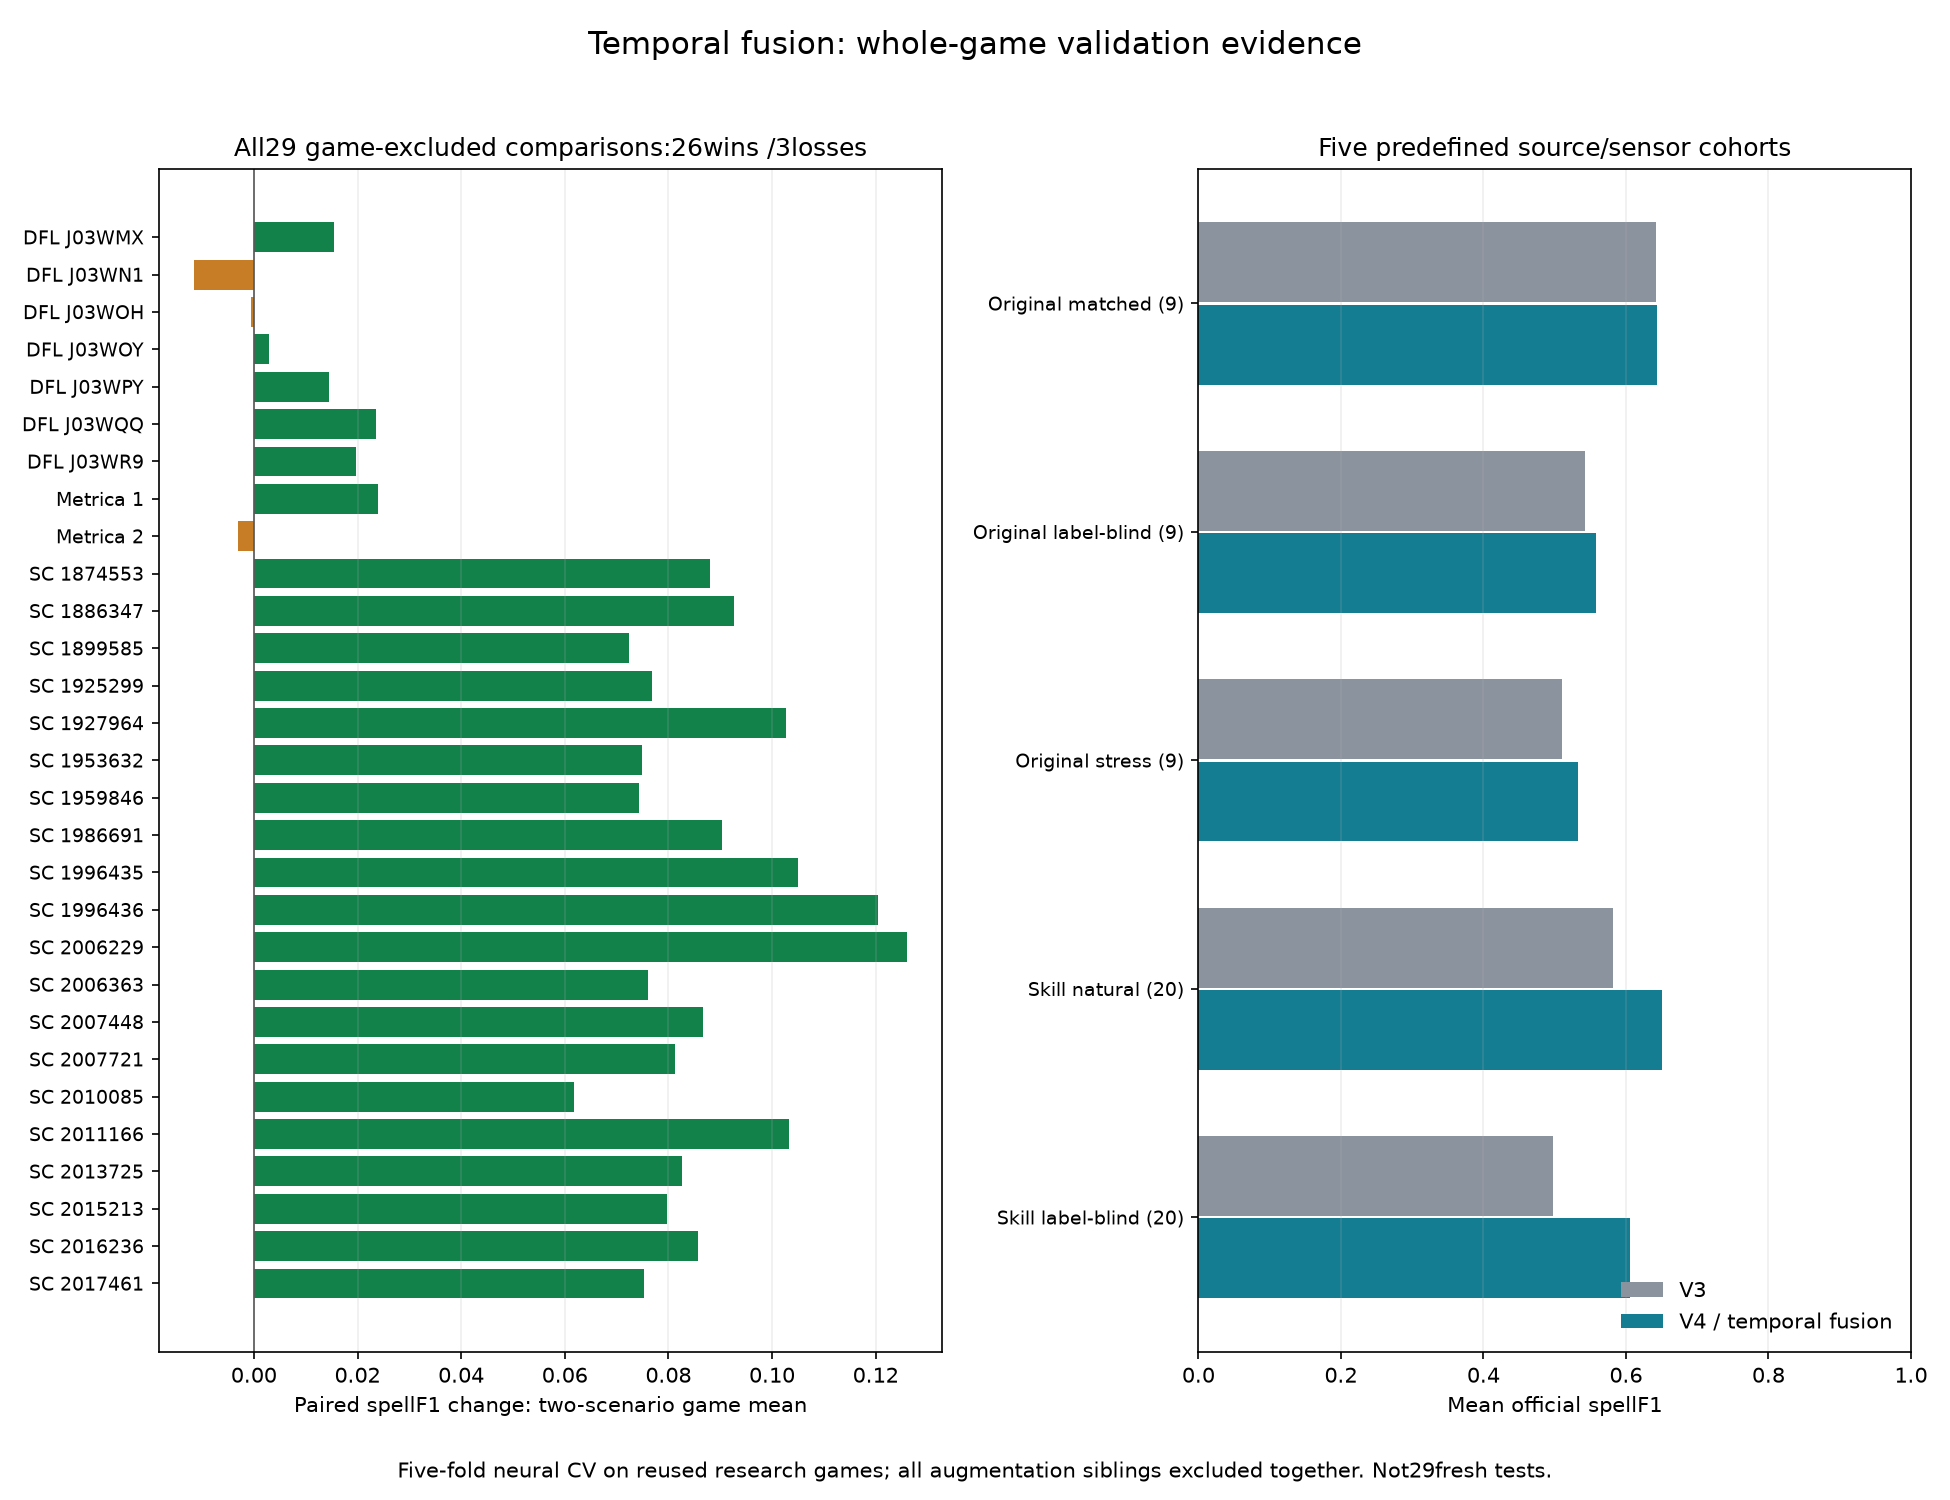 Temporal fusion: whole-game validation evidence
All29 game-excluded comparisons:26wins /3losses
DFL J03WMX
DFL J03WN1
DFL J03WOH
DFL J03WOY
DFL J03WPY
DFL J03WQQ
DFL J03WR9
Metrica 1
Metrica 2
SC 1874553
SC 1886347
SC 1899585
SC 1925299
SC 1927964
SC 1953632
SC 1959846
SC 1986691
SC 1996435
SC 1996436
SC 2006229
SC 2006363
SC 2007448
SC 2007721
SC 2010085
SC 2011166
SC 2013725
SC 2015213
SC 2016236
SC 2017461
0.00 0.02 0.04 0.06 0.08 0.10 0.12
Paired spellF1 change: two-scenario game mean
Five predefined source/sensor cohorts
Original matched (9)
Original label-blind (9)
Original stress (9)
Skill natural (20)
Skill label-blind (20)
V3
V4 / temporal fusion
0.0 0.2 0.4 0.6 0.8 1.0
Mean official spellF1
Five-fold neural CV on reused research games; all augmentation siblings excluded together. Not29fresh tests.